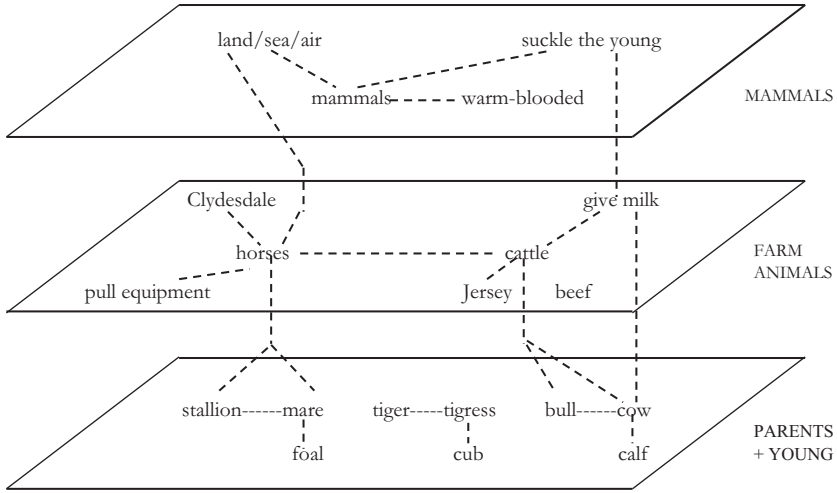 land/sea/air suckle the young
mammals warm-blooded MAMMALS
Clydesdale give milk
horses cattle FARM
ANIMALS
pull equipment Jersey beef
stallion mare tiger tigress bull cow PARENTS
foal cub calf + YOUNG